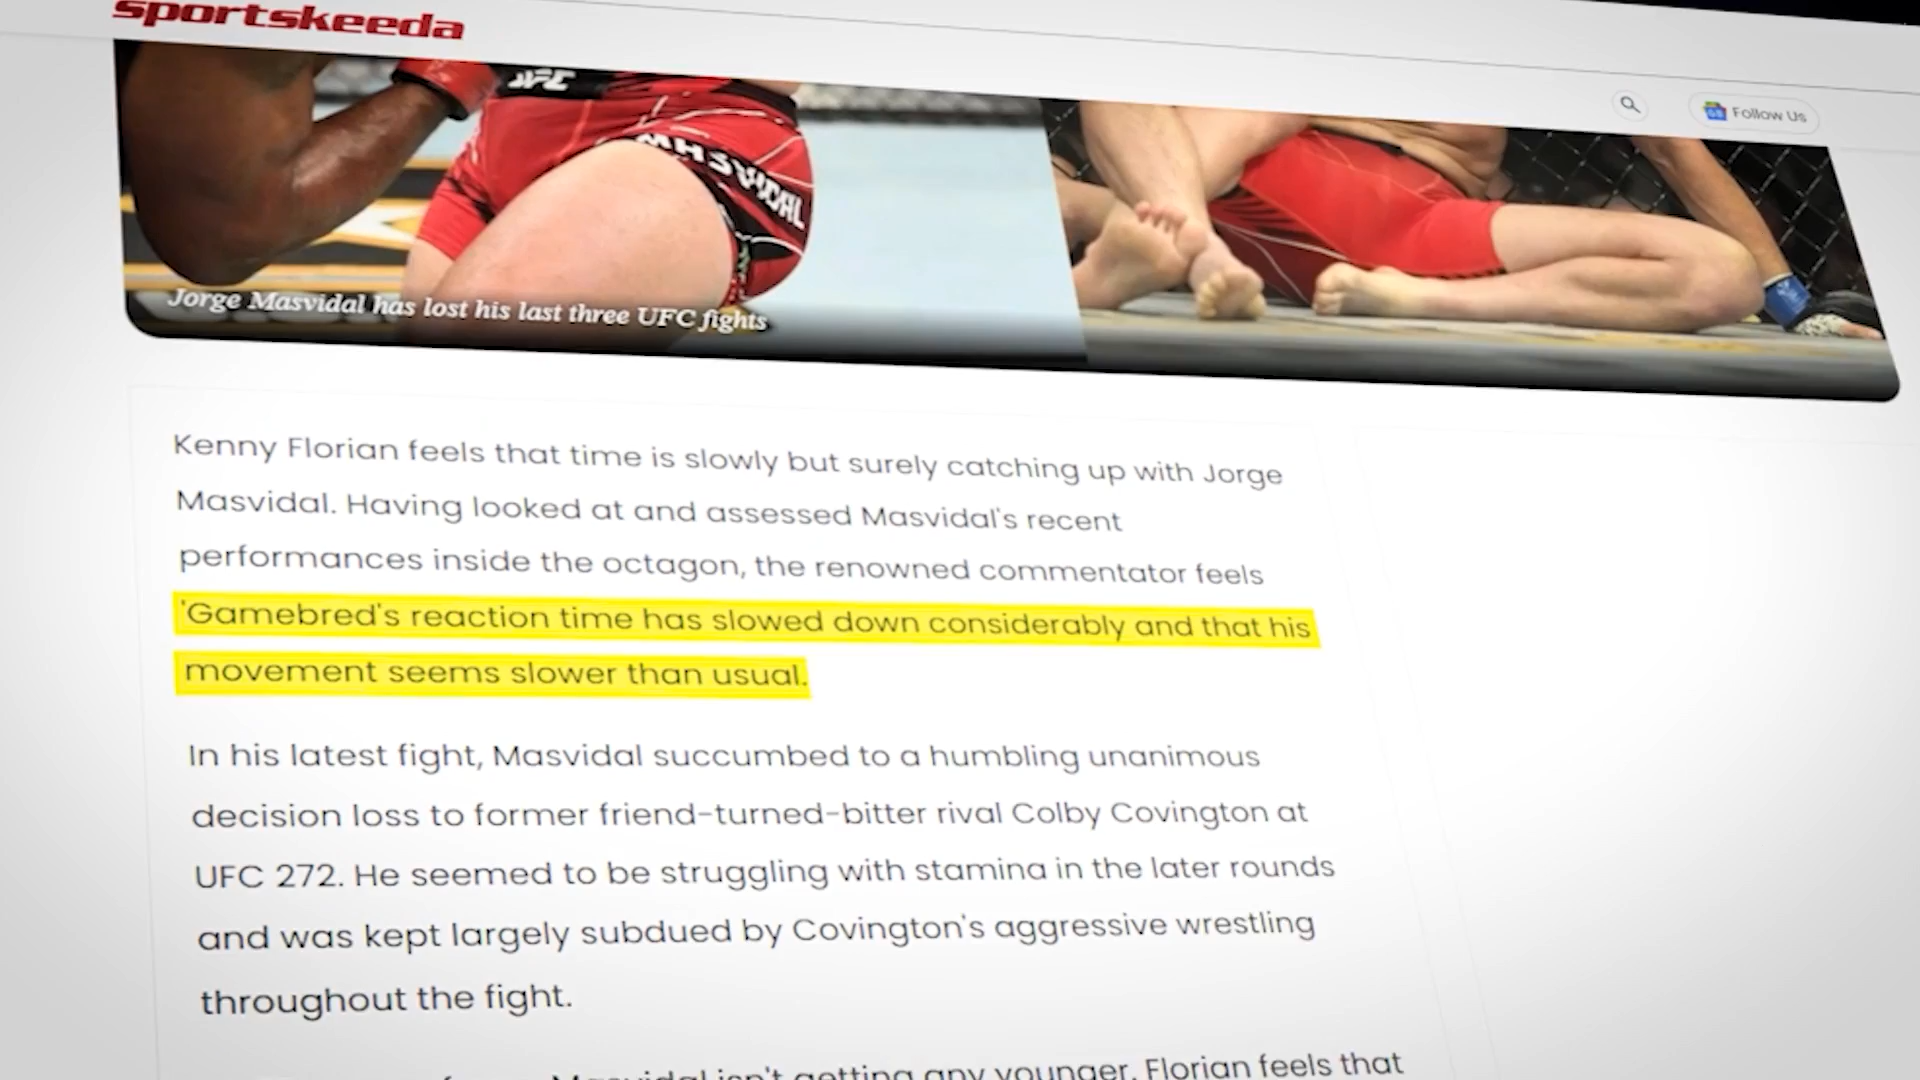 sportskeeda
Follow Us
UFC
MASVIDAL
Jorge Masvidal has lost his last three UFC fights
Kenny Florian feels that time is slowly but surely catching up with Jorge
Masvidal. Having looked at and assessed Masvidal's recent
performances inside the octagon, the renowned commentator feels
'Gamebred's reaction time has slowed down considerably and that his
movement seems slower than usual.
In his latest fight, Masvidal succumbed to a humbling unanimous
decision loss to former friend-turned-bitter rival Colby Covington at
UFC 272. He seemed to be struggling with stamina in the later rounds
and was kept largely subdued by Covington's aggressive wrestling
throughout the fight.
Masvidal isn't getting any younger, Florian feels that